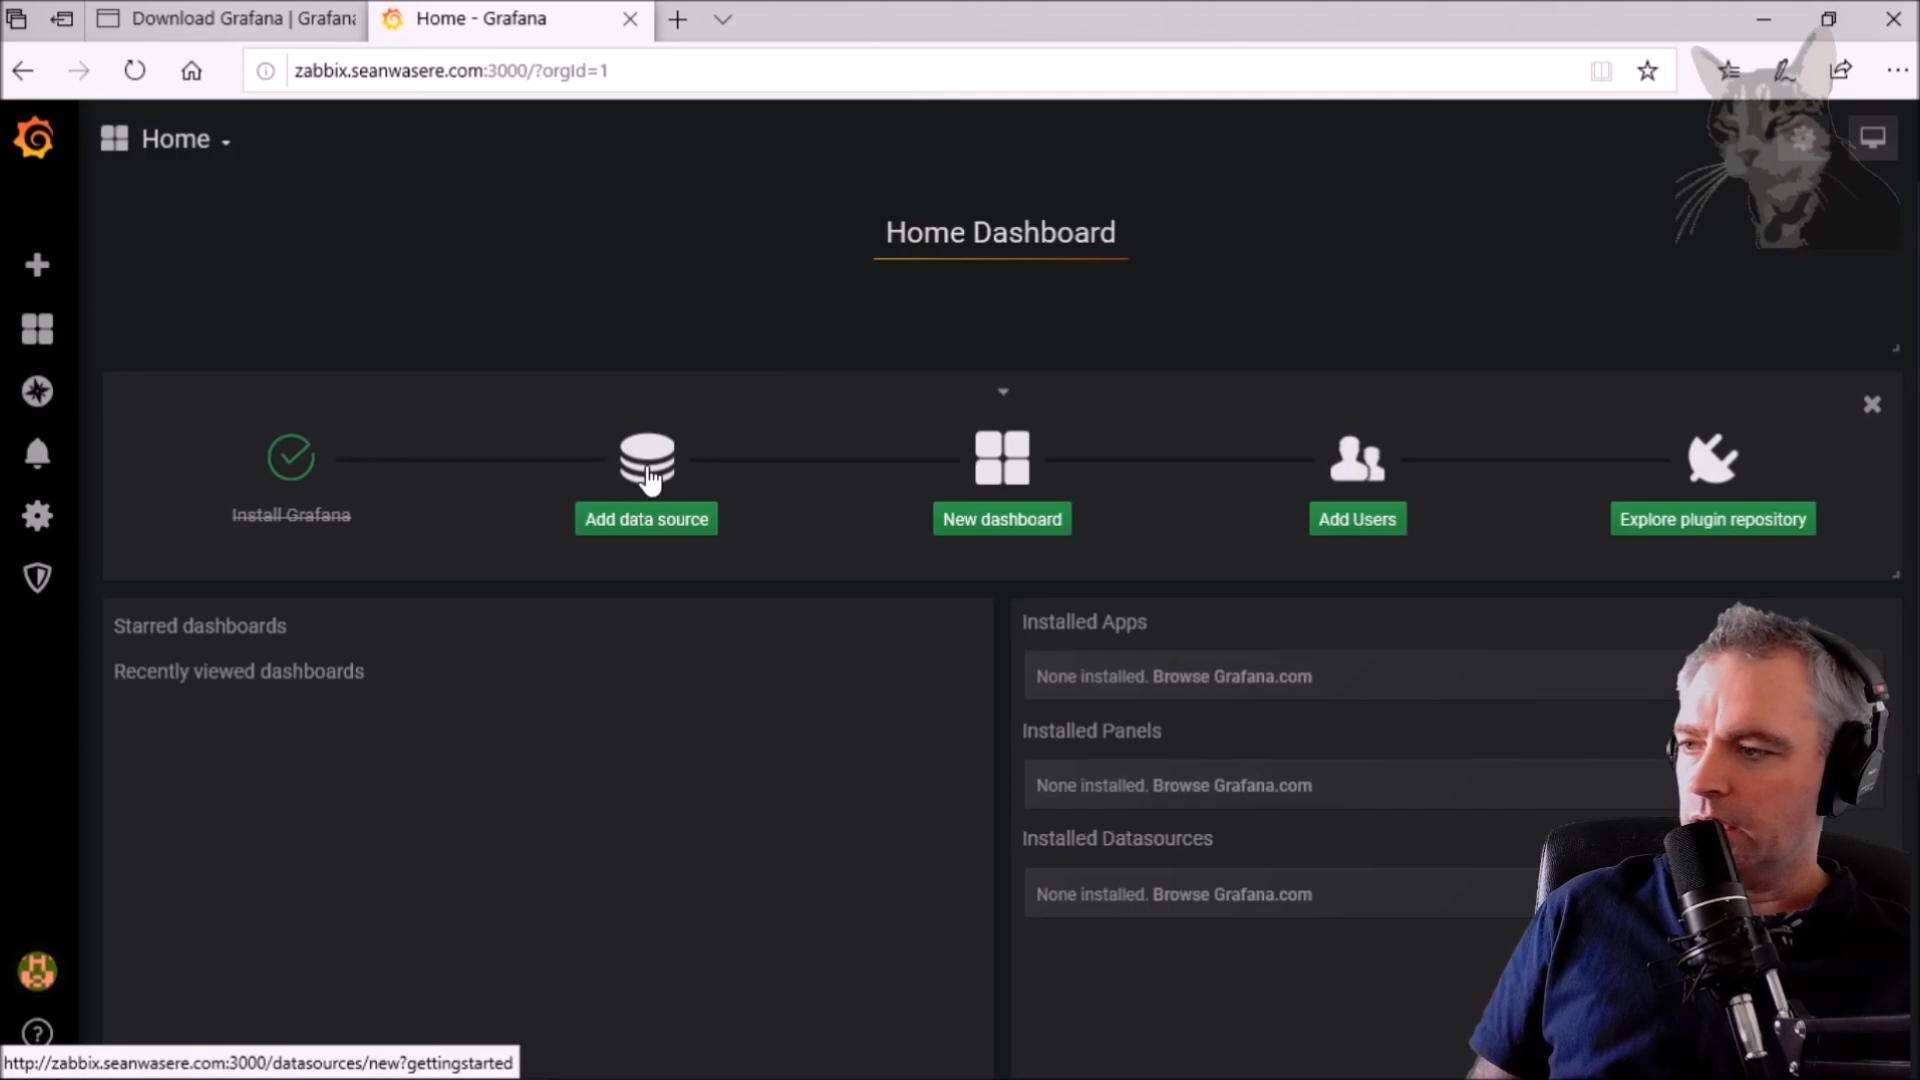 Download Grafana | Grafana
Home - Grafana
zabbix.seanwasere.com:3000/?orgId=1
Home
Home Dashboard
Install Grafana
Add data source
New dashboard
Add Users
Explore plugin repository
Starred dashboards
Recently viewed dashboards
Installed Apps
None installed. Browse Grafana.com
Installed Panels
None installed. Browse Grafana.com
Installed Datasources
None installed. Browse Grafana.com
http://zabbix.seanwasere.com:3000/datasources/new?gettingstarted